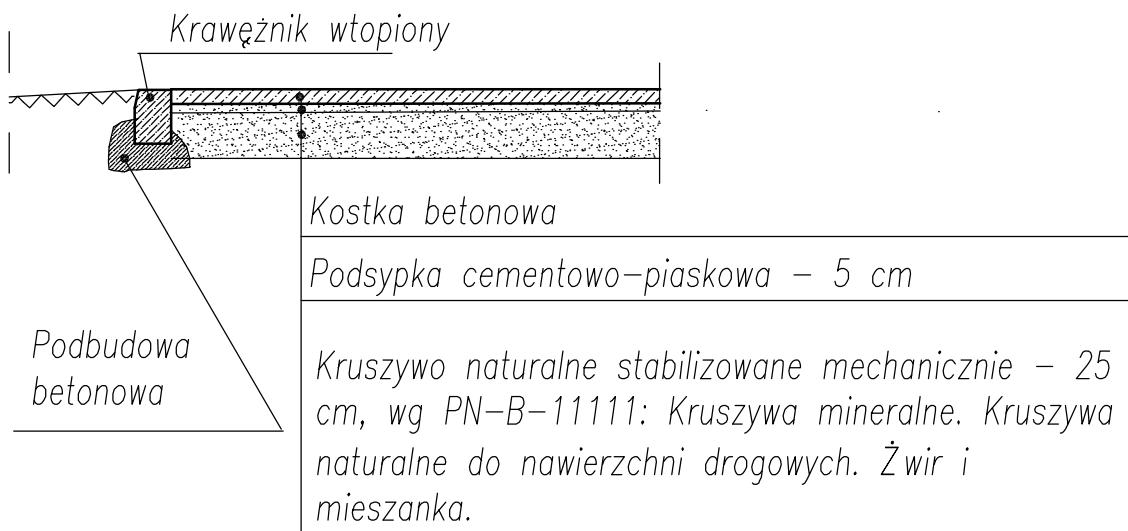 Krawężnik wtopiony
Kostka betonowa
Podsypka cementowo-piaskowa - 5 cm
Podbudowa
betonowa
Kruszywo naturalne stabilizowane mechanicznie - 25
cm, wg PN-B-11111: Kruszywa mineralne. Kruszywa
naturalne do nawierzchni drogowych. Żwir i
mieszanka.